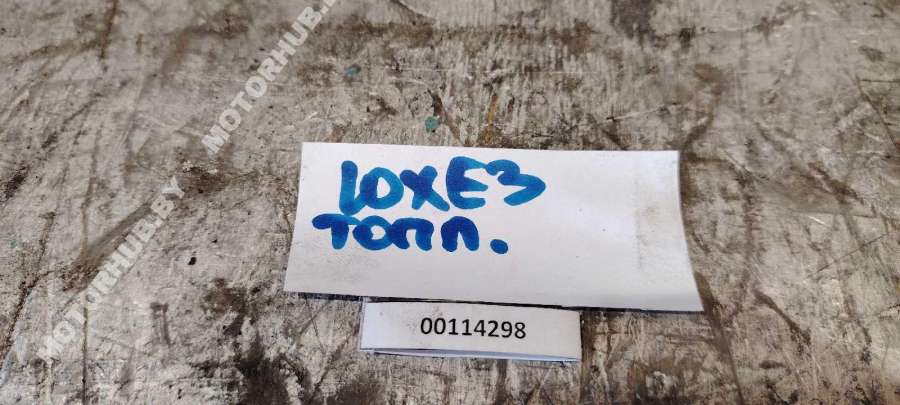 MOTORHUB.BY
MOTORHUB.BY
10XE3
ТОПЛ.
00114298